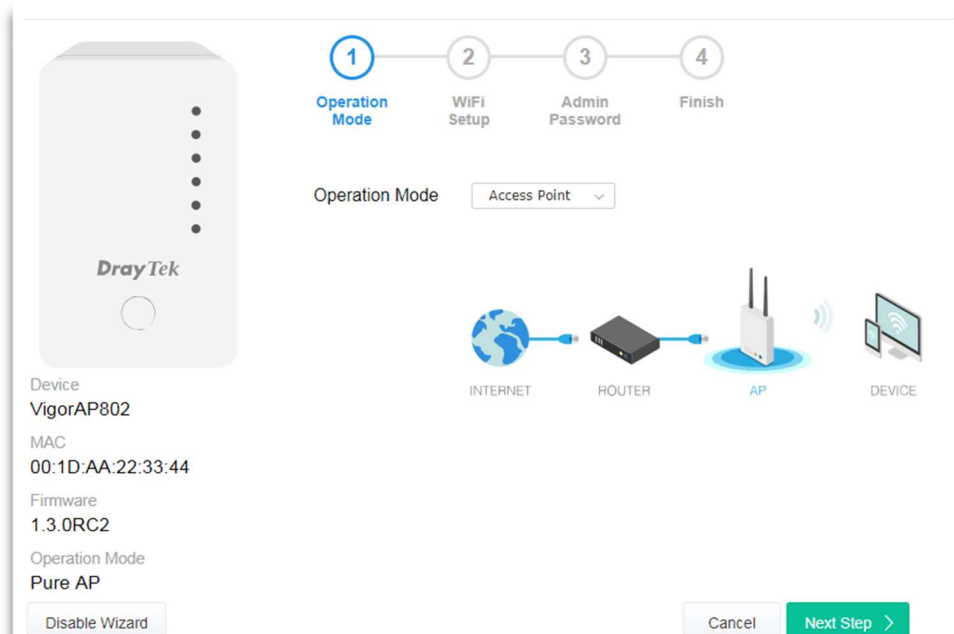 1
2
3
4
Operation
Mode
WiFi
Setup
Admin
Password
Finish
Operation Mode
Access Point
DrayTek
INTERNET
ROUTER
AP
DEVICE
Device
VigorAP802
MAC
00:1D:AA:22:33:44
Firmware
1.3.0RC2
Operation Mode
Pure AP
Disable Wizard
Cancel
Next Step